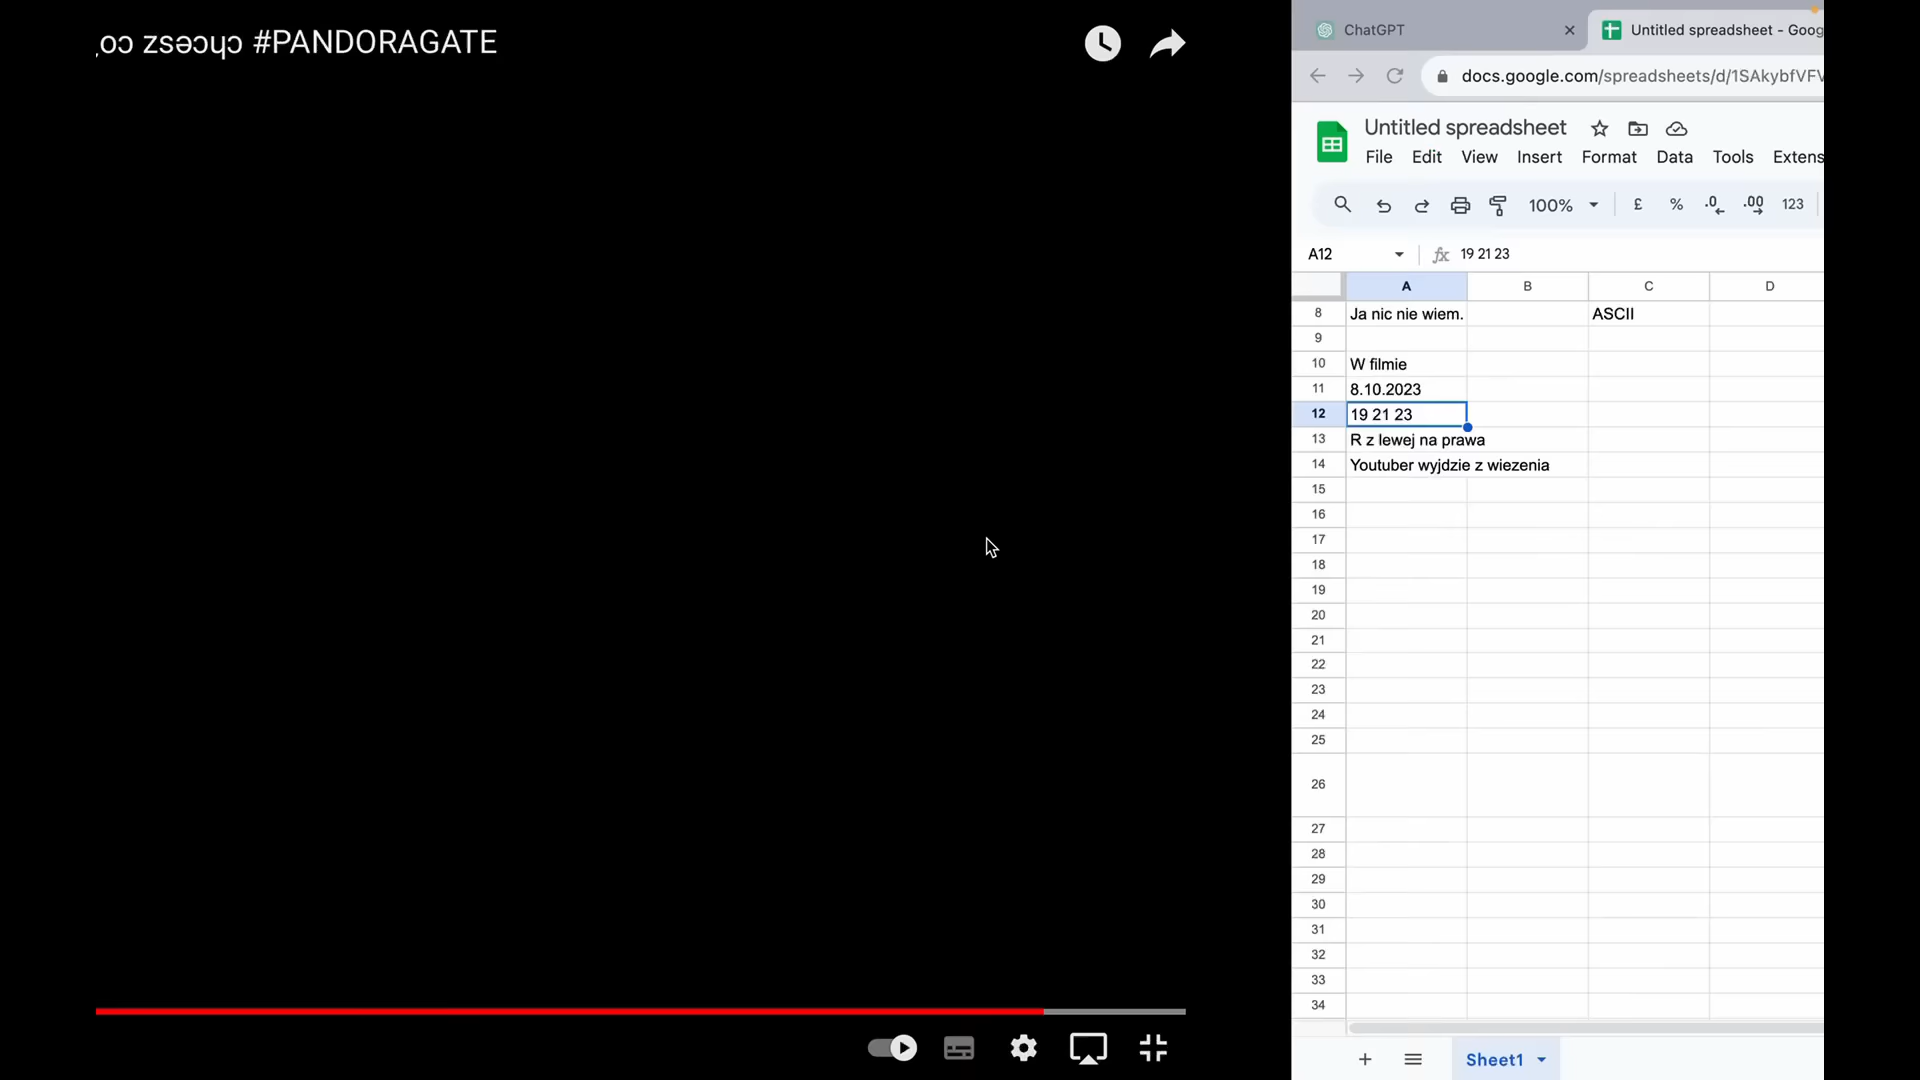 ,oɔ zsǝɔɥɔ #PANDORAGATE
ChatGPT
Untitled spreadsheet - Goog
docs.google.com/spreadsheets/d/1SAkybfVFV
Untitled spreadsheet
File Edit View Insert Format Data Tools Extens
100% £ % .0 .00 123
A12 fx 19 21 23
A B C D
8 Ja nic nie wiem. ASCII
9
10 W filmie
11 8.10.2023
12 19 21 23
13 R z lewej na prawa
14 Youtuber wyjdzie z wiezenia
15
16
17
18
19
20
21
22
23
24
25
26
27
28
29
30
31
32
33
34
Sheet1